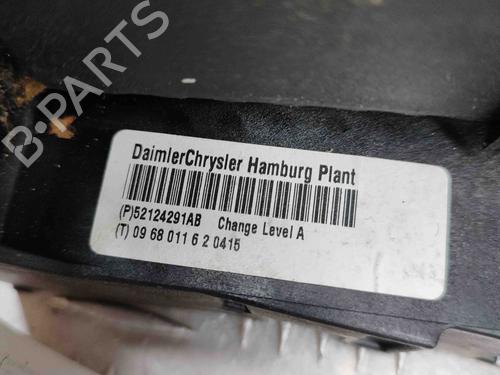 B-PARTS
DaimlerChrysler Hamburg Plant
(P)52124291AB Change Level A
(T) 09 68 011 6 2 0415